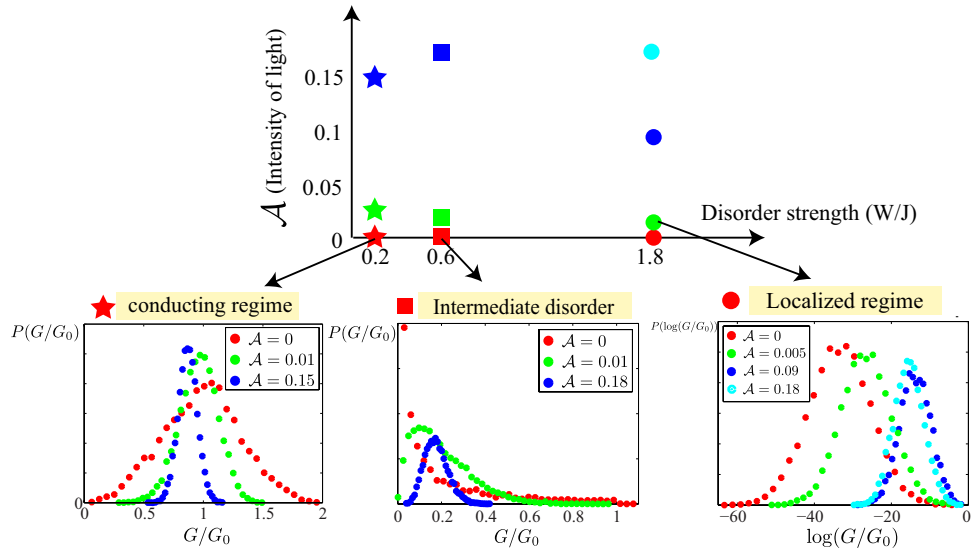 𝒜 (Intensity of light)
0.15
0.1
0.05
0
0.2
0.6
1.8
Disorder strength (W/J)
conducting regime
Intermediate disorder
Localized regime
P(G/G₀)
𝒜 = 0
𝒜 = 0.01
𝒜 = 0.15
0
0
0.5
1
1.5
2
G/G₀
P(G/G₀)
𝒜 = 0
𝒜 = 0.01
𝒜 = 0.18
0
0.2
0.4
0.6
0.8
1
G/G₀
P(log(G/G₀))
𝒜 = 0
𝒜 = 0.005
𝒜 = 0.09
𝒜 = 0.18
−60
−40
−20
0
log(G/G₀)